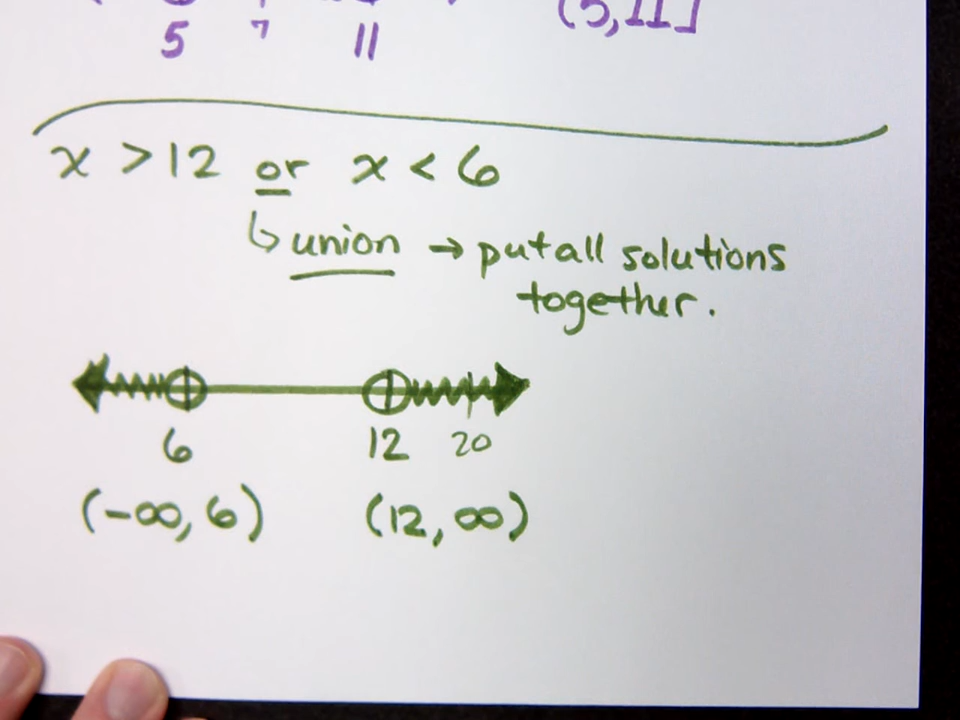 5 7 11 (5,11]
x > 12 or x < 6
↳ union → put all solutions
together.
6 12 20
(-∞, 6) (12, ∞)